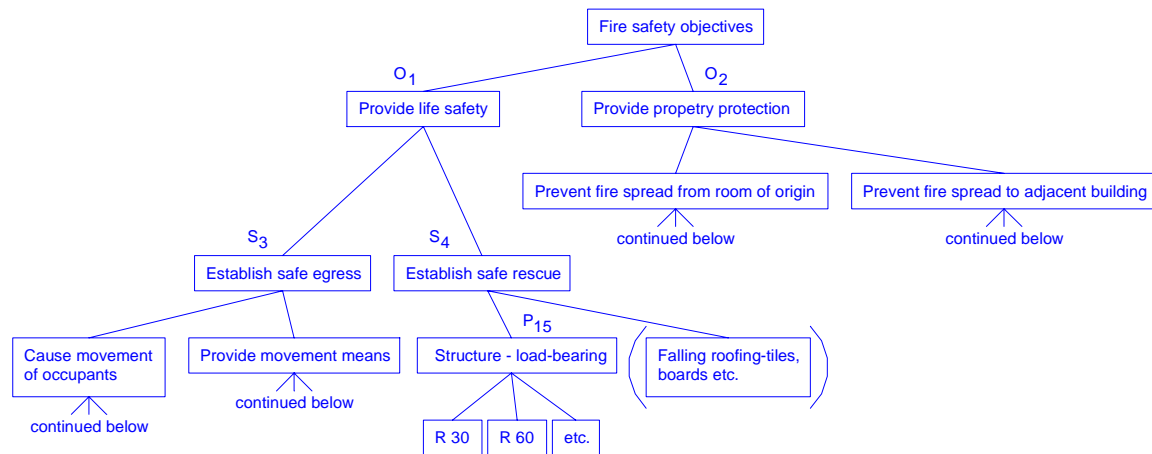 Fire safety objectives
O1
O2
Provide life safety
Provide propetry protection
Prevent fire spread from room of origin
Prevent fire spread to adjacent building
continued below
continued below
S3
S4
Establish safe egress
Establish safe rescue
P15
Cause movement
of occupants
Provide movement means
Structure - load-bearing
Falling roofing-tiles,
boards etc.
continued below
continued below
R 30
R 60
etc.